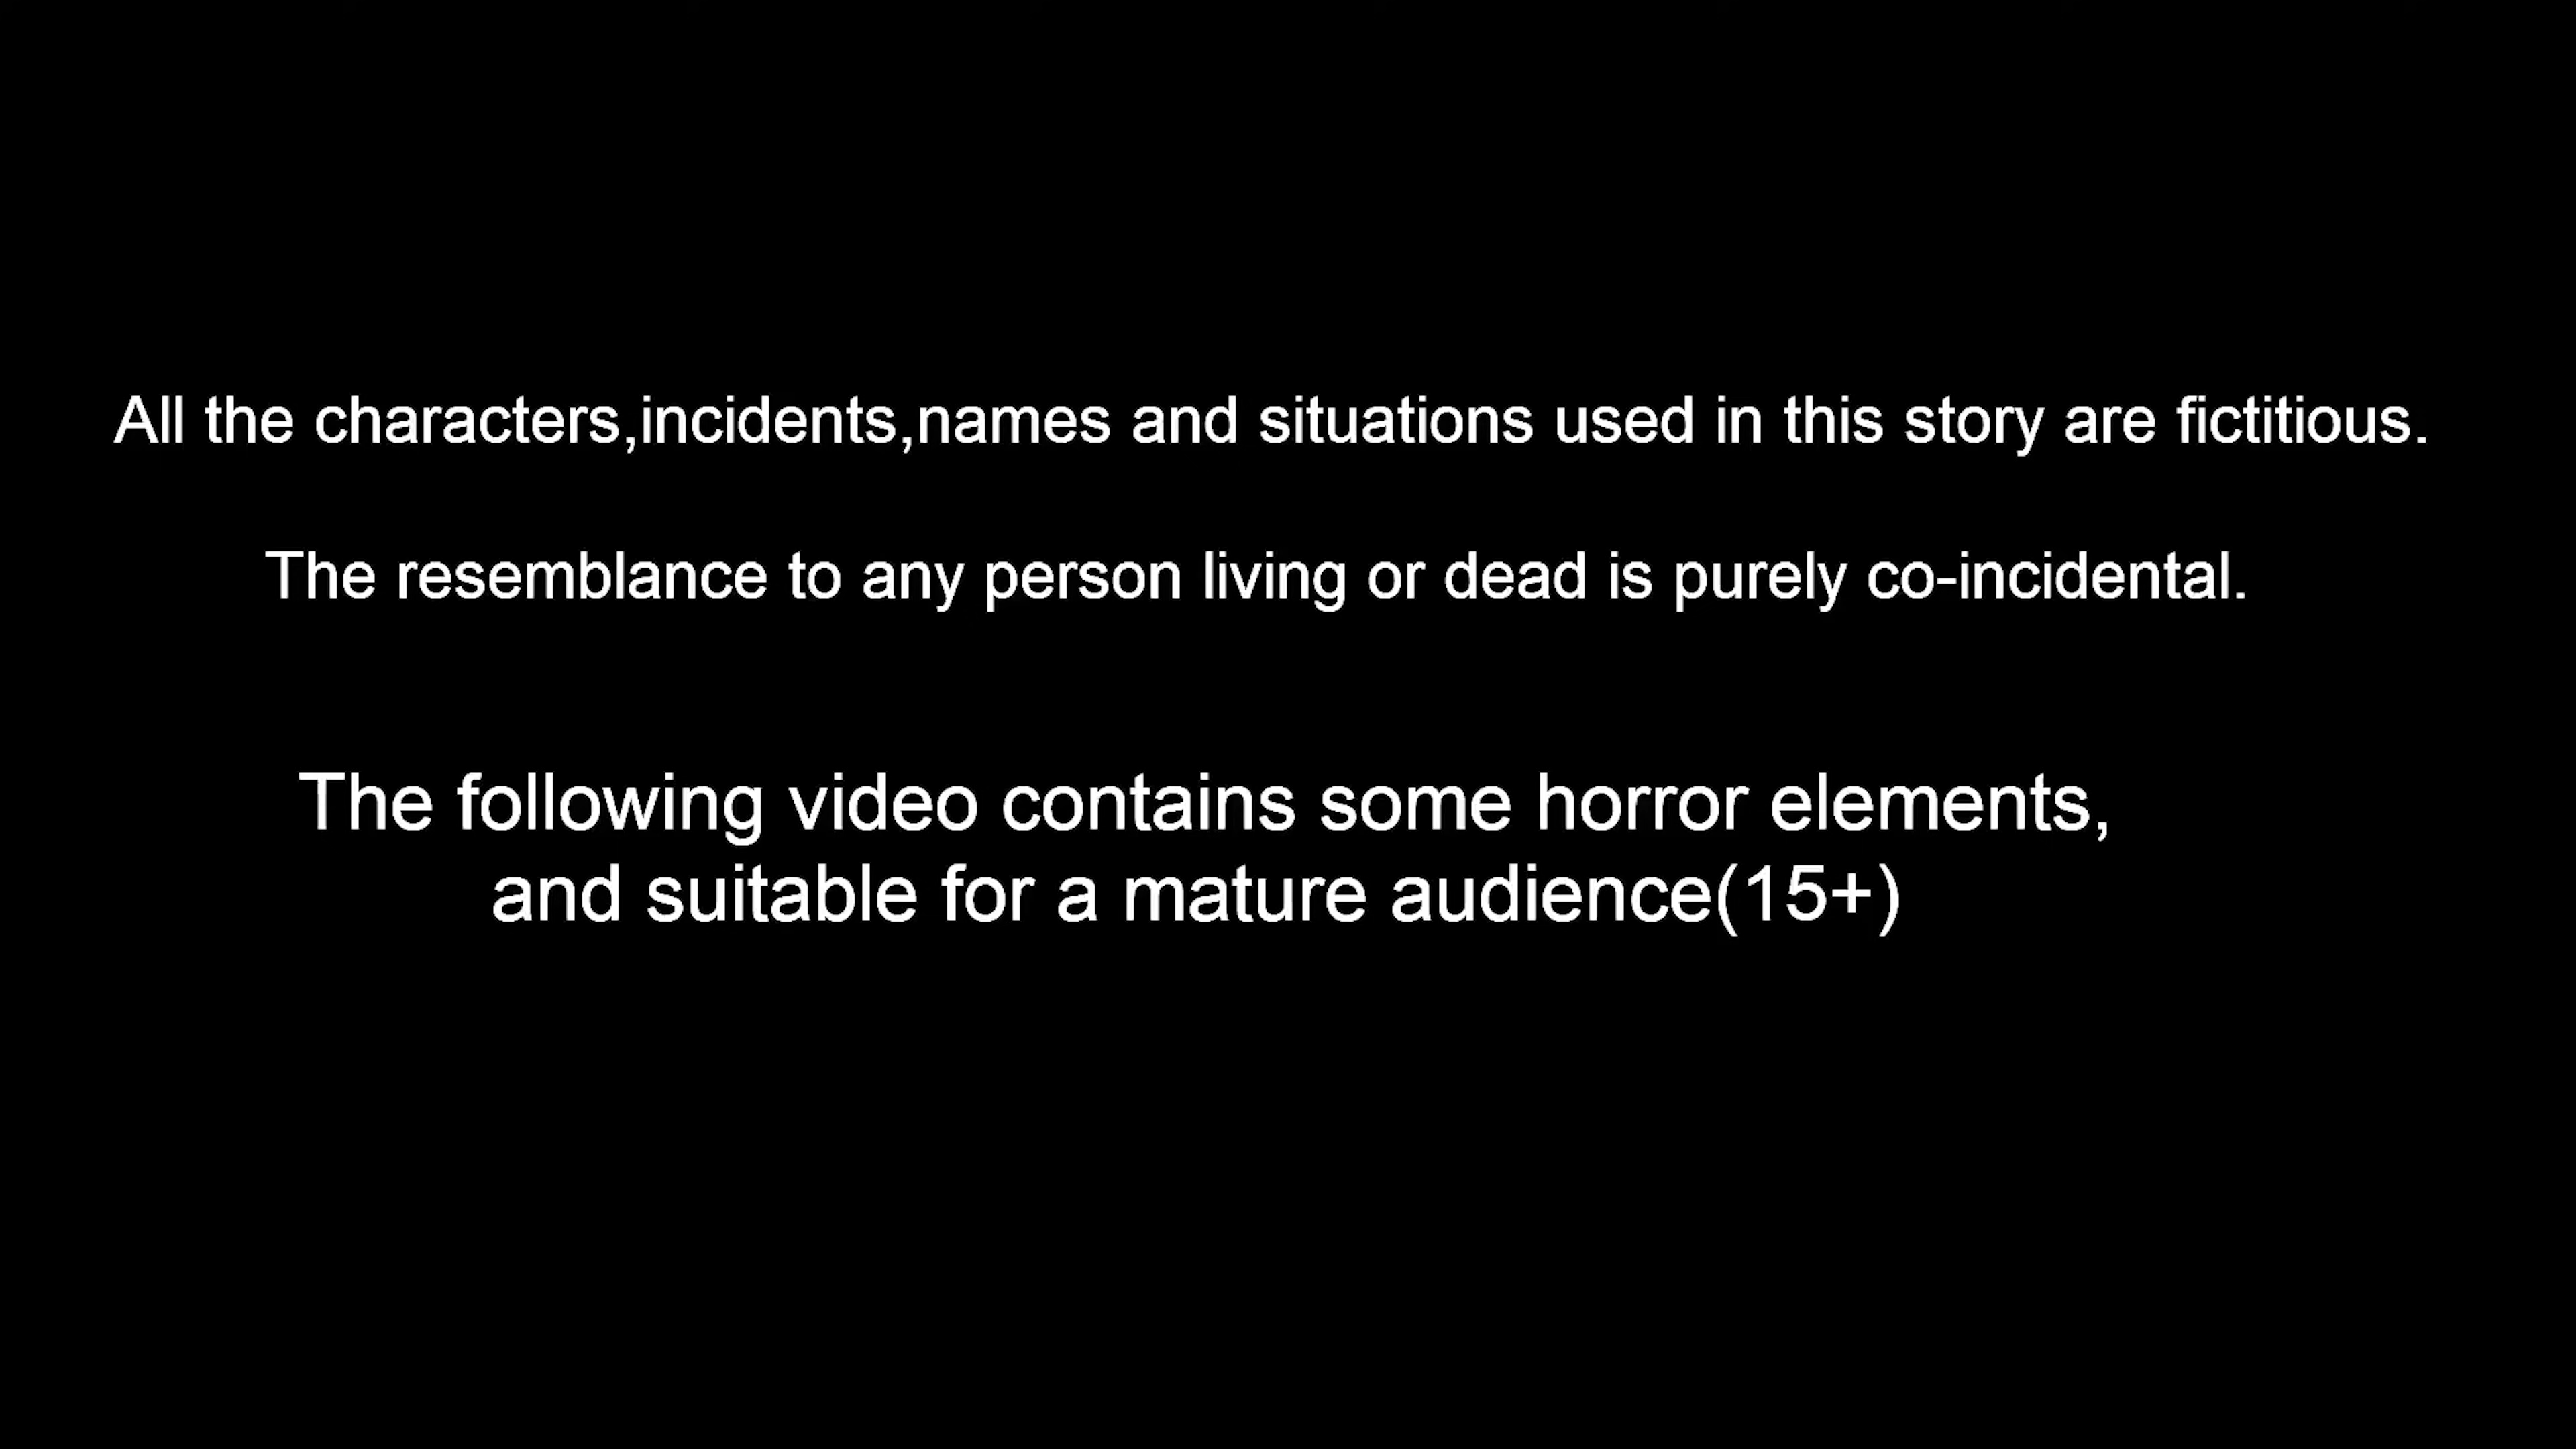 All the characters,incidents,names and situations used in this story are fictitious.
The resemblance to any person living or dead is purely co-incidental.
The following video contains some horror elements,
and suitable for a mature audience(15+)